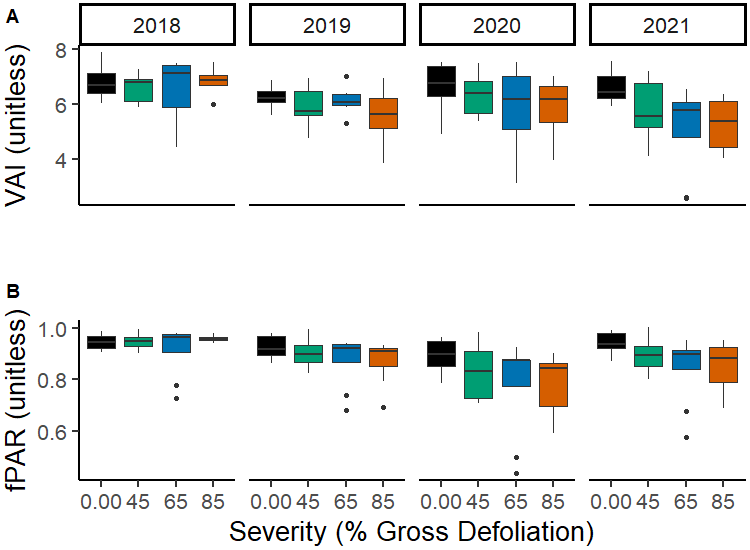 A
2018 2019 2020 2021
VAI (unitless)
8
6
4
B
fPAR (unitless)
1.0
0.8
0.6
0.00 45 65 85 0.00 45 65 85 0.00 45 65 85 0.00 45 65 85
Severity (% Gross Defoliation)